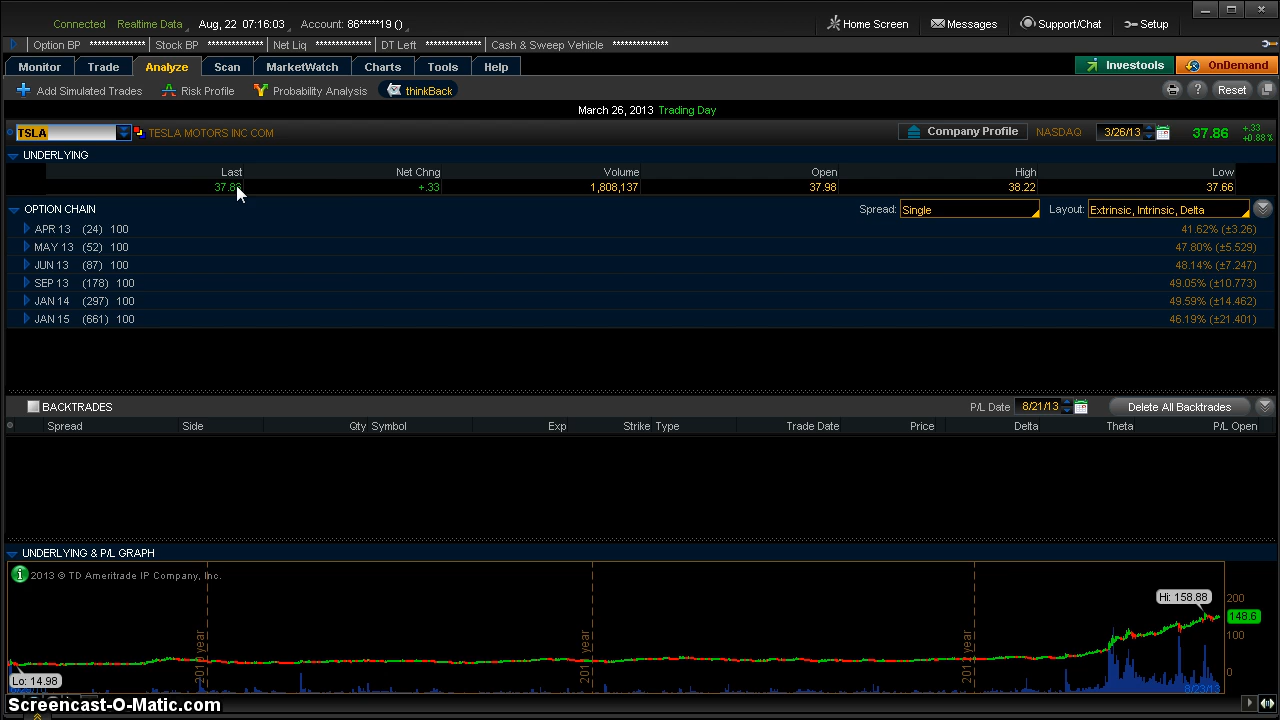 Connected Realtime Data Aug, 22 07:16:03 Account: 86*****19 () Home Screen Messages Support/Chat Setup
Option BP ************** Stock BP ************** Net Liq ************** DT Left ************** Cash & Sweep Vehicle **************
Monitor Trade Analyze Scan MarketWatch Charts Tools Help Investools OnDemand
Add Simulated Trades Risk Profile Probability Analysis thinkBack ? Reset
March 26, 2013 Trading Day
TSLA TESLA MOTORS INC COM Company Profile NASDAQ 3/26/13 37.86 +.33 +0.88%
UNDERLYING
Last Net Chng Volume Open High Low
+.33 1,808,137 37.98 38.22 37.66
OPTION CHAIN Spread: Single Layout: Extrinsic, Intrinsic, Delta
APR 13 (24) 100 41.62% (±3.26)
MAY 13 (52) 100 47.80% (±5.529)
JUN 13 (87) 100 48.14% (±7.247)
SEP 13 (178) 100 49.05% (±10.773)
JAN 14 (297) 100 49.59% (±14.462)
JAN 15 (661) 100 46.19% (±21.401)
BACKTRADES P/L Date 8/21/13 Delete All Backtrades
Spread Side Qty Symbol Exp Strike Type Trade Date Price Delta Theta P/L Open
UNDERLYING & P/L GRAPH
2013 © TD Ameritrade IP Company, Inc.
Hi: 158.88
200
148.6
100
year year year
0
Lo: 14.98
8/23/13
Screencast-O-Matic.com